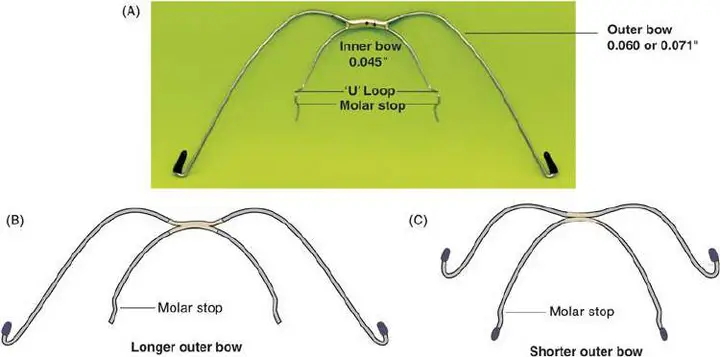 (A)
Outer bow
0.060 or 0.071"
Inner bow
0.045"
'U' Loop
Molar stop
(B)
Molar stop
Longer outer bow
(C)
Molar stop
Shorter outer bow